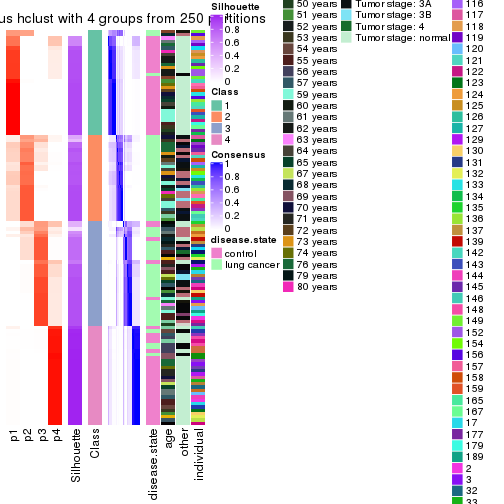 us hclust with 4 groups from 250 partitions
p1
p2
p3
p4
Silhouette
Class
disease.state
age
other
individual
Silhouette
1
0.8
0.6
0.4
0.2
0
Class
1
2
3
4
Consensus
1
0.8
0.6
0.4
0.2
0
disease.state
control
lung cancer
50 years
51 years
52 years
53 years
54 years
55 years
56 years
57 years
59 years
60 years
61 years
62 years
63 years
64 years
65 years
67 years
68 years
69 years
70 years
71 years
72 years
73 years
74 years
76 years
79 years
80 years
Tumor stage: 3A
Tumor stage: 3B
Tumor stage: 4
Tumor stage: normal
116
117
118
119
120
121
122
123
124
125
126
127
129
130
131
132
133
134
135
136
137
139
142
143
144
145
146
148
149
152
154
156
157
158
159
165
167
17
177
179
189
2
3
32
33